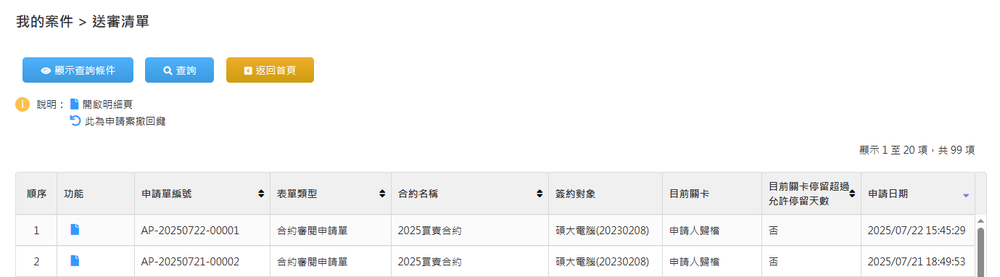 我的案件 > 送審清單
顯示查詢條件 查詢 返回首頁
說明： 開啟明細頁
此為申請案撤回鍵
顯示 1 至 20 項，共 99 項
順序 功能 申請單編號 表單類型 合約名稱 簽約對象 目前關卡 目前關卡停留超過允許停留天數 申請日期
1 AP-20250722-00001 合約審閱申請單 2025買賣合約 碩大電腦(20230208) 申請人歸檔 否 2025/07/22 15:45:29
2 AP-20250721-00002 合約審閱申請單 2025買賣合約 碩大電腦(20230208) 申請人歸檔 否 2025/07/21 18:49:53